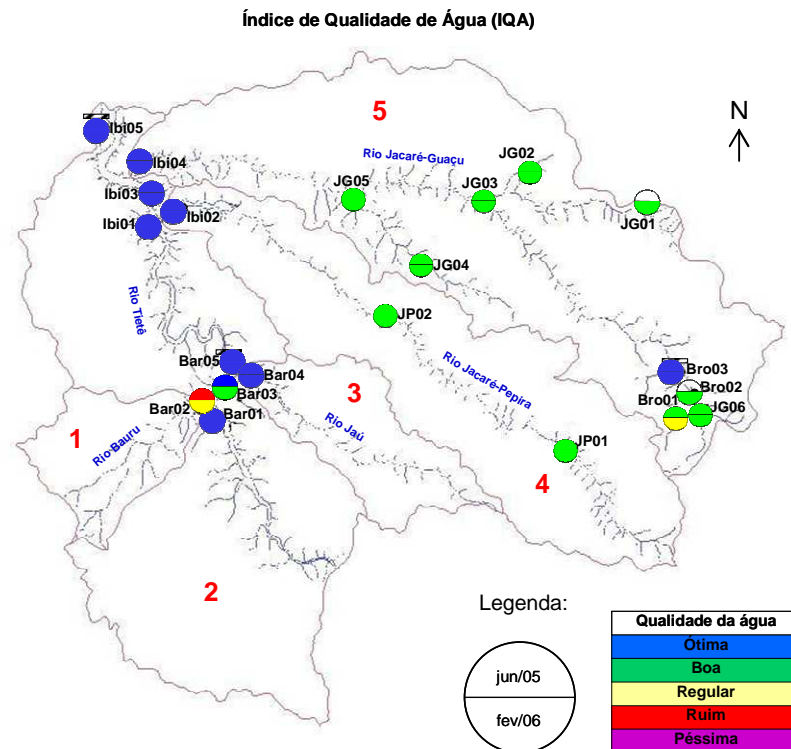 Índice de Qualidade de Água (IQA)
N
5
Ibi05
Ibi04
Ibi03
Ibi02
Ibi01
Rio Jacaré-Guaçu
JG02
JG05
JG03
JG01
JG04
JP02
Rio Tietê
Bar05
Bar04
Bar03
Bar02
Bar01
3
Rio Jaú
Rio Jacaré-Pepira
Bro03
Bro02
Bro01
JG06
JP01
4
1
Rio Bauru
2
Legenda:
jun/05
fev/06
Qualidade da água
Ótima
Boa
Regular
Ruim
Péssima